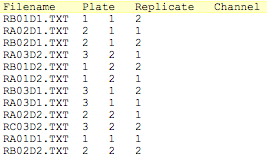 Filename Plate Replicate Channel
RB01D1.TXT 1 1 2
RA02D1.TXT 2 1 1
RB02D1.TXT 2 1 2
RA03D2.TXT 3 2 1
RB01D2.TXT 1 2 2
RA01D2.TXT 1 2 1
RB03D1.TXT 3 1 2
RA03D1.TXT 3 1 1
RA02D2.TXT 2 2 1
RC03D2.TXT 3 2 2
RA01D1.TXT 1 1 1
RB02D2.TXT 2 2 2